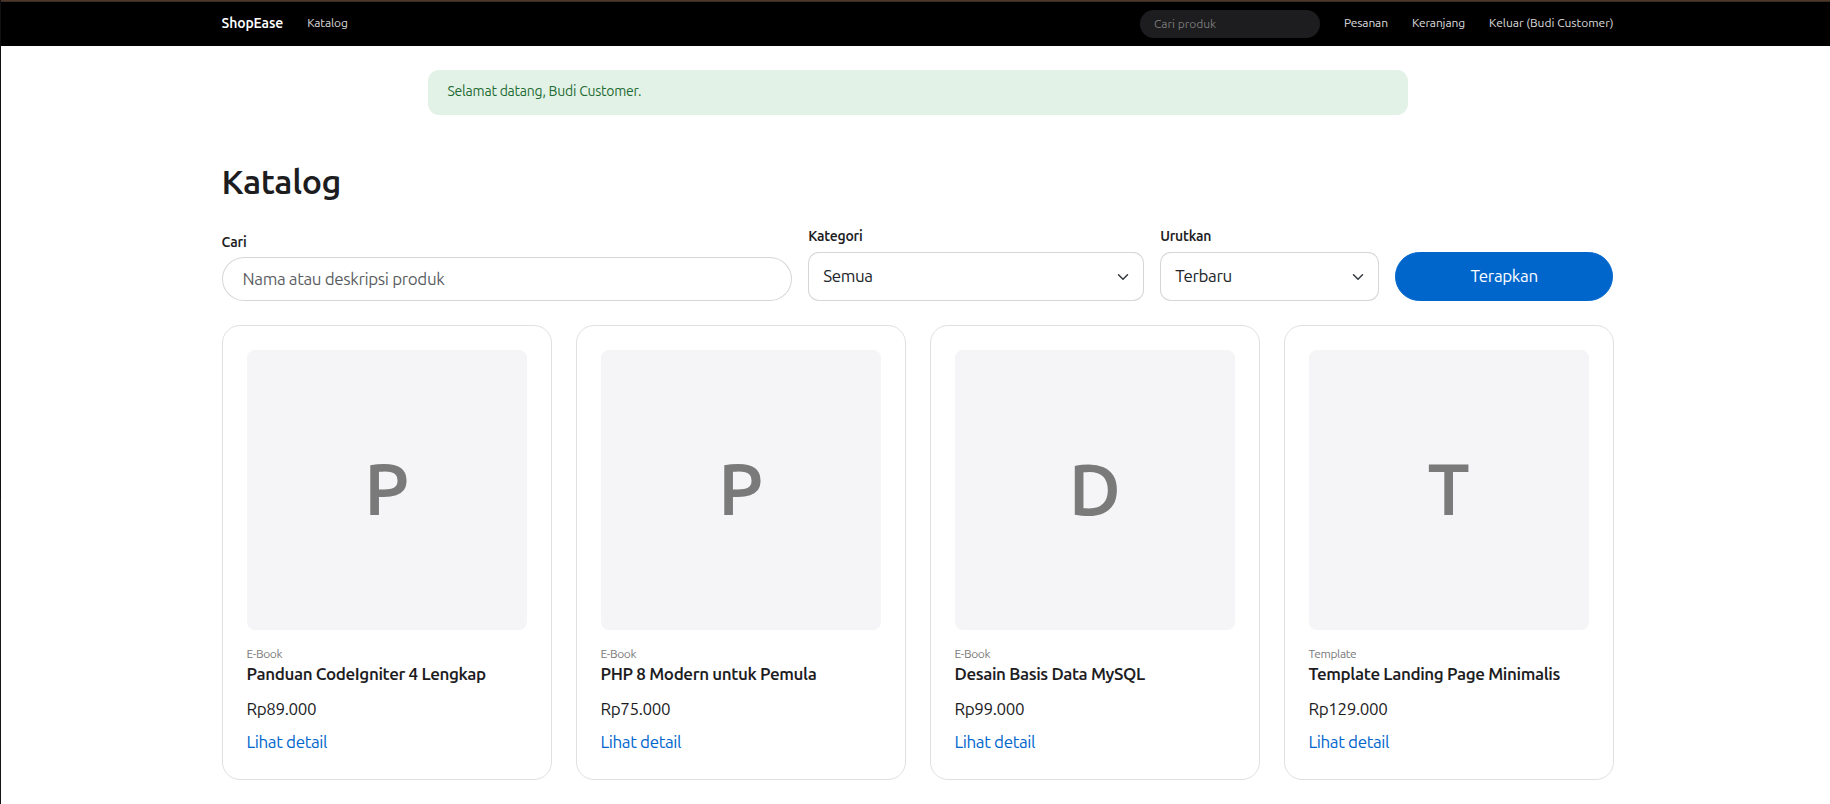 ShopEase Katalog Cari produk Pesanan Keranjang Keluar (Budi Customer)
Selamat datang, Budi Customer.
Katalog
Cari Kategori Urutkan
Nama atau deskripsi produk Semua Terbaru Terapkan
P P D T
E-Book E-Book E-Book Template
Panduan CodeIgniter 4 Lengkap PHP 8 Modern untuk Pemula Desain Basis Data MySQL Template Landing Page Minimalis
Rp89.000 Rp75.000 Rp99.000 Rp129.000
Lihat detail Lihat detail Lihat detail Lihat detail